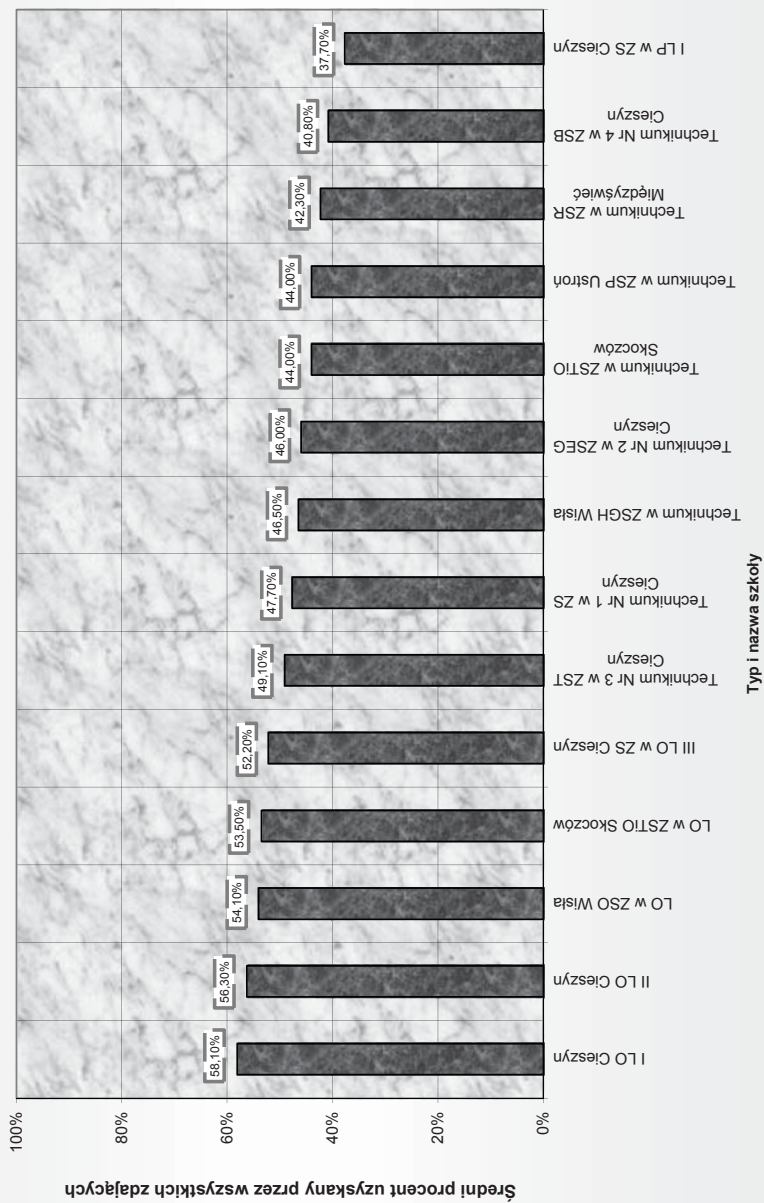 Średni procent uzyskany przez wszystkich zdających
100%
80%
60%
40%
20%
0%
58,10%
56,30%
54,10%
53,50%
52,20%
49,10%
47,70%
46,50%
46,00%
44,00%
44,00%
42,30%
40,80%
37,70%
I LO Cieszyn
II LO Cieszyn
LO w ZSO Wisła
LO w ZSTiO Skoczów
III LO w ZS Cieszyn
Technikum Nr 3 w ZST
Cieszyn
Technikum Nr 1 w ZS
Cieszyn
Technikum w ZSGH Wisła
Technikum Nr 2 w ZSEG
Cieszyn
Technikum w ZSTiO
Skoczów
Technikum w ZSP Ustroń
Technikum w ZSR
Międzyświeć
Technikum Nr 4 w ZSB
Cieszyn
I LP w ZS Cieszyn
Typ i nazwa szkoły